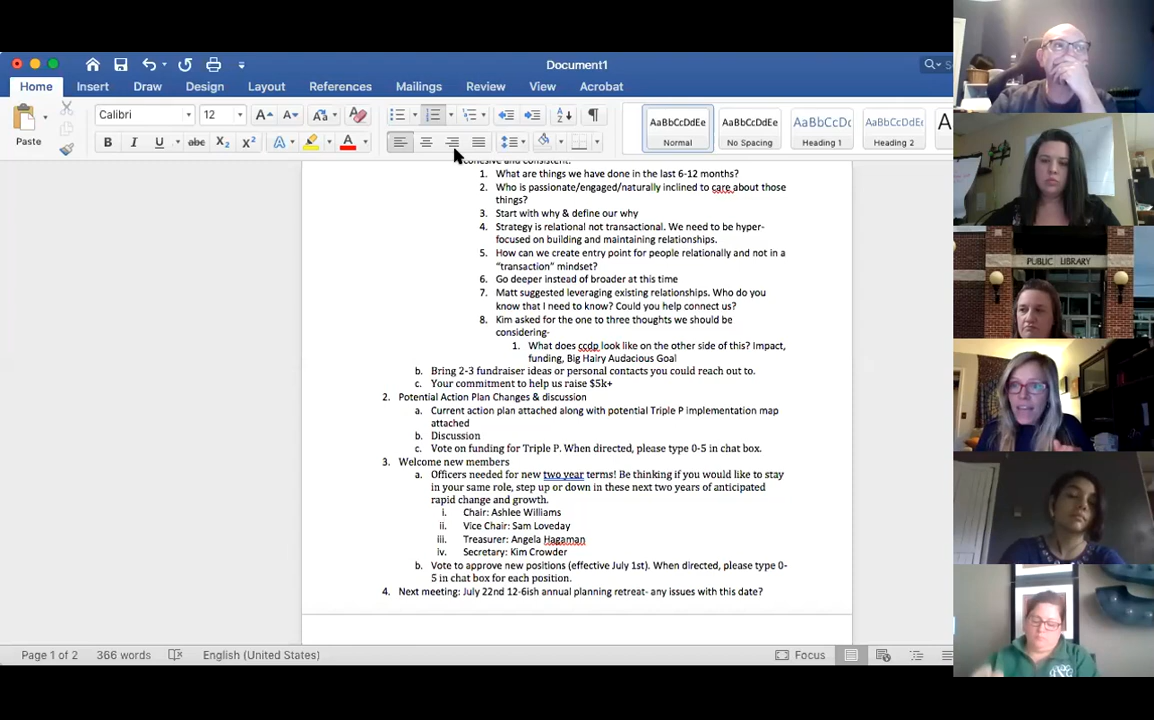 Document1
Home Insert Draw Design Layout References Mailings Review View Acrobat
Paste
Calibri 12
AaBbCcDdEe AaBbCcDdEe AaBbCcDc AaBbCcDdEe
Normal No Spacing Heading 1 Heading 2
cohesive and consistent.
1. What are things we have done in the last 6-12 months?
2. Who is passionate/engaged/naturally inclined to care about those
things?
3. Start with why & define our why
4. Strategy is relational not transactional. We need to be hyper-
focused on building and maintaining relationships.
5. How can we create entry point for people relationally and not in a
“transaction” mindset?
6. Go deeper instead of broader at this time
7. Matt suggested leveraging existing relationships. Who do you
know that I need to know? Could you help connect us?
8. Kim asked for the one to three thoughts we should be
considering-
1. What does ccdp look like on the other side of this? Impact,
funding, Big Hairy Audacious Goal
b. Bring 2-3 fundraiser ideas or personal contacts you could reach out to.
c. Your commitment to help us raise $5k+
2. Potential Action Plan Changes & discussion
a. Current action plan attached along with potential Triple P implementation map
attached
b. Discussion
c. Vote on funding for Triple P. When directed, please type 0-5 in chat box.
3. Welcome new members
a. Officers needed for new two year terms! Be thinking if you would like to stay
in your same role, step up or down in these next two years of anticipated
rapid change and growth.
i. Chair: Ashlee Williams
ii. Vice Chair: Sam Loveday
iii. Treasurer: Angela Hagaman
iv. Secretary: Kim Crowder
b. Vote to approve new positions (effective July 1st). When directed, please type 0-
5 in chat box for each position.
4. Next meeting: July 22nd 12-6ish annual planning retreat- any issues with this date?
Page 1 of 2 366 words English (United States) Focus
PUBLIC LIBRARY